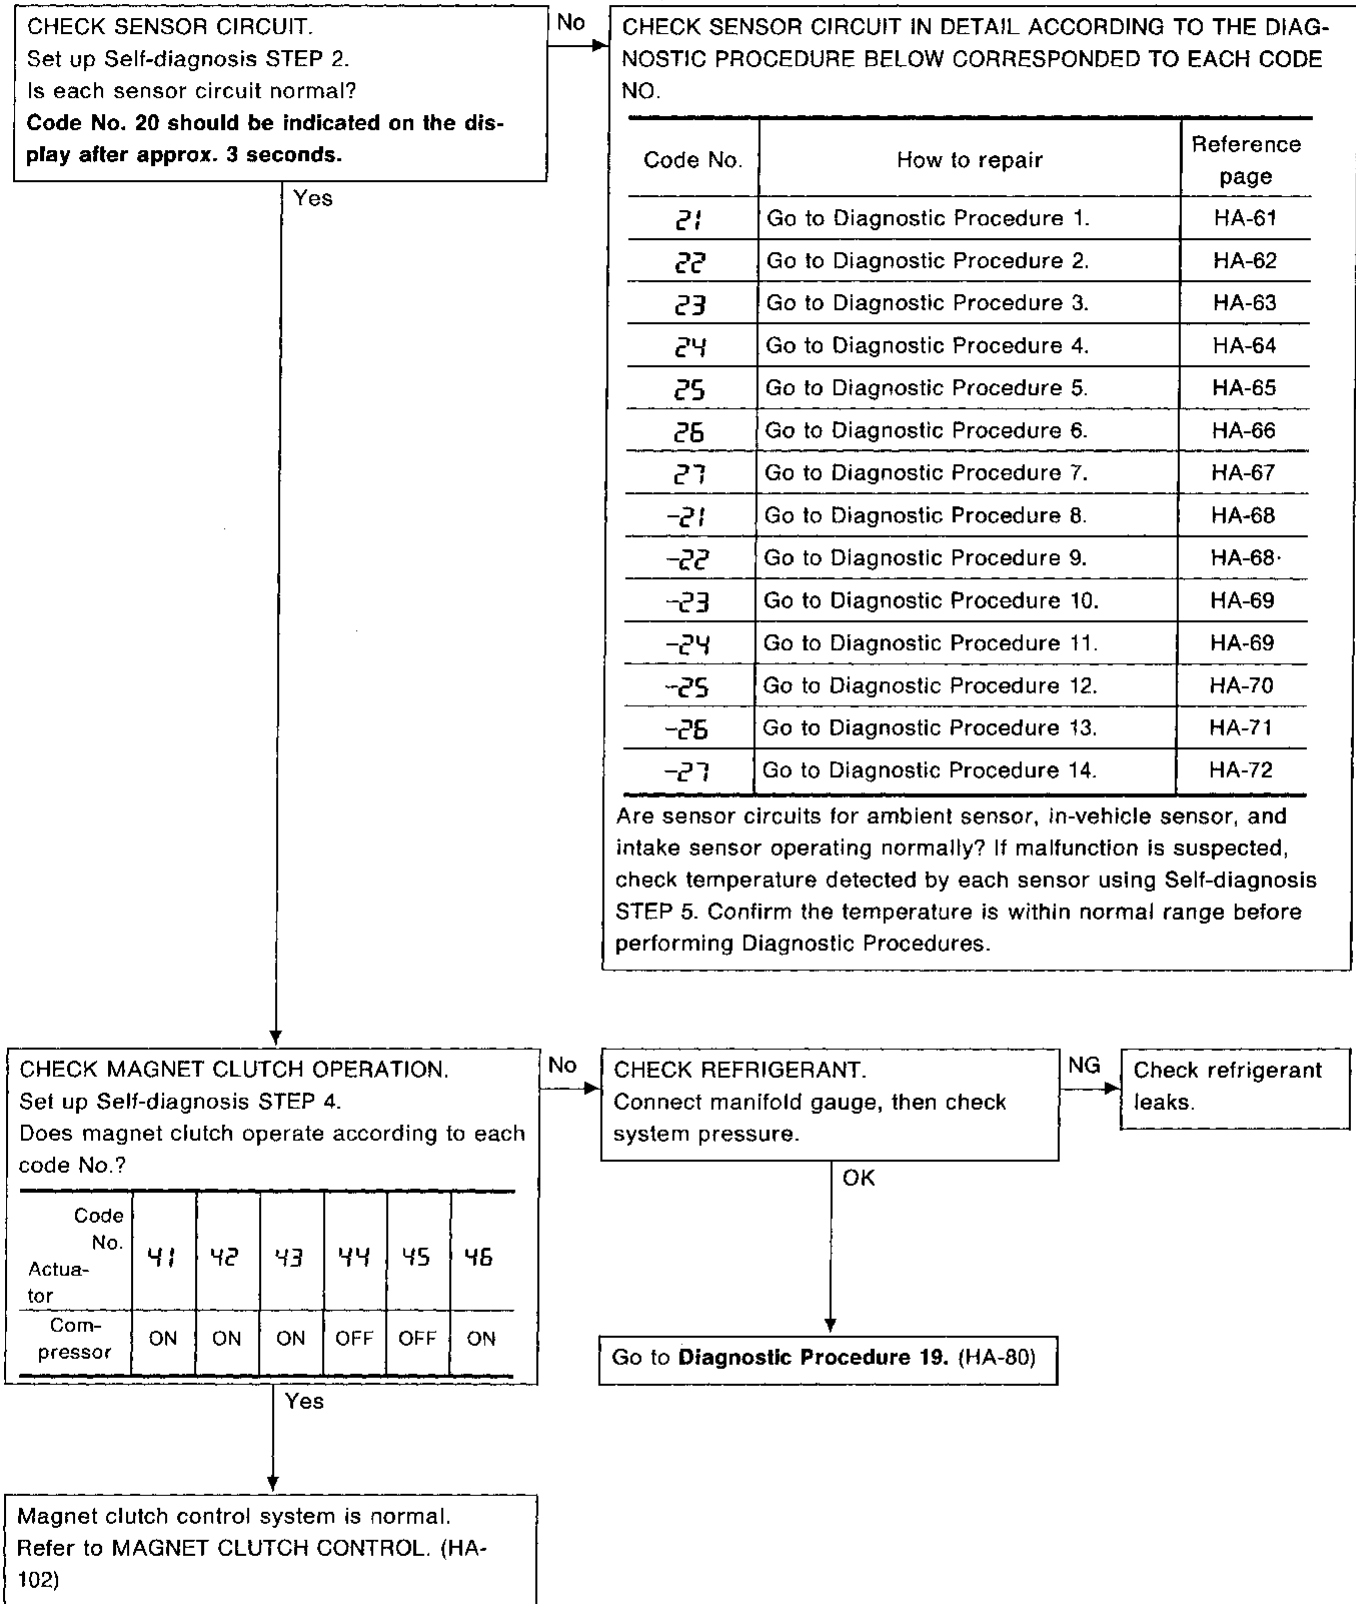 CHECK SENSOR CIRCUIT.
Set up Self-diagnosis STEP 2.
Is each sensor circuit normal?
Code No. 20 should be indicated on the dis-
play after approx. 3 seconds.
No
CHECK SENSOR CIRCUIT IN DETAIL ACCORDING TO THE DIAG-
NOSTIC PROCEDURE BELOW CORRESPONDED TO EACH CODE
NO.
Code No. How to repair Reference page
21 Go to Diagnostic Procedure 1. HA-61
22 Go to Diagnostic Procedure 2. HA-62
23 Go to Diagnostic Procedure 3. HA-63
24 Go to Diagnostic Procedure 4. HA-64
25 Go to Diagnostic Procedure 5. HA-65
26 Go to Diagnostic Procedure 6. HA-66
27 Go to Diagnostic Procedure 7. HA-67
-21 Go to Diagnostic Procedure 8. HA-68
-22 Go to Diagnostic Procedure 9. HA-68
-23 Go to Diagnostic Procedure 10. HA-69
-24 Go to Diagnostic Procedure 11. HA-69
-25 Go to Diagnostic Procedure 12. HA-70
-26 Go to Diagnostic Procedure 13. HA-71
-27 Go to Diagnostic Procedure 14. HA-72
Are sensor circuits for ambient sensor, in-vehicle sensor, and
intake sensor operating normally? If malfunction is suspected,
check temperature detected by each sensor using Self-diagnosis
STEP 5. Confirm the temperature is within normal range before
performing Diagnostic Procedures.
Yes
CHECK MAGNET CLUTCH OPERATION.
Set up Self-diagnosis STEP 4.
Does magnet clutch operate according to each
code No.?
Code
No.
Actua-
tor
41 42 43 44 45 46
Com-
pressor
ON ON ON OFF OFF ON
No
CHECK REFRIGERANT.
Connect manifold gauge, then check
system pressure.
NG
Check refrigerant
leaks.
OK
Go to Diagnostic Procedure 19. (HA-80)
Yes
Magnet clutch control system is normal.
Refer to MAGNET CLUTCH CONTROL. (HA-
102)